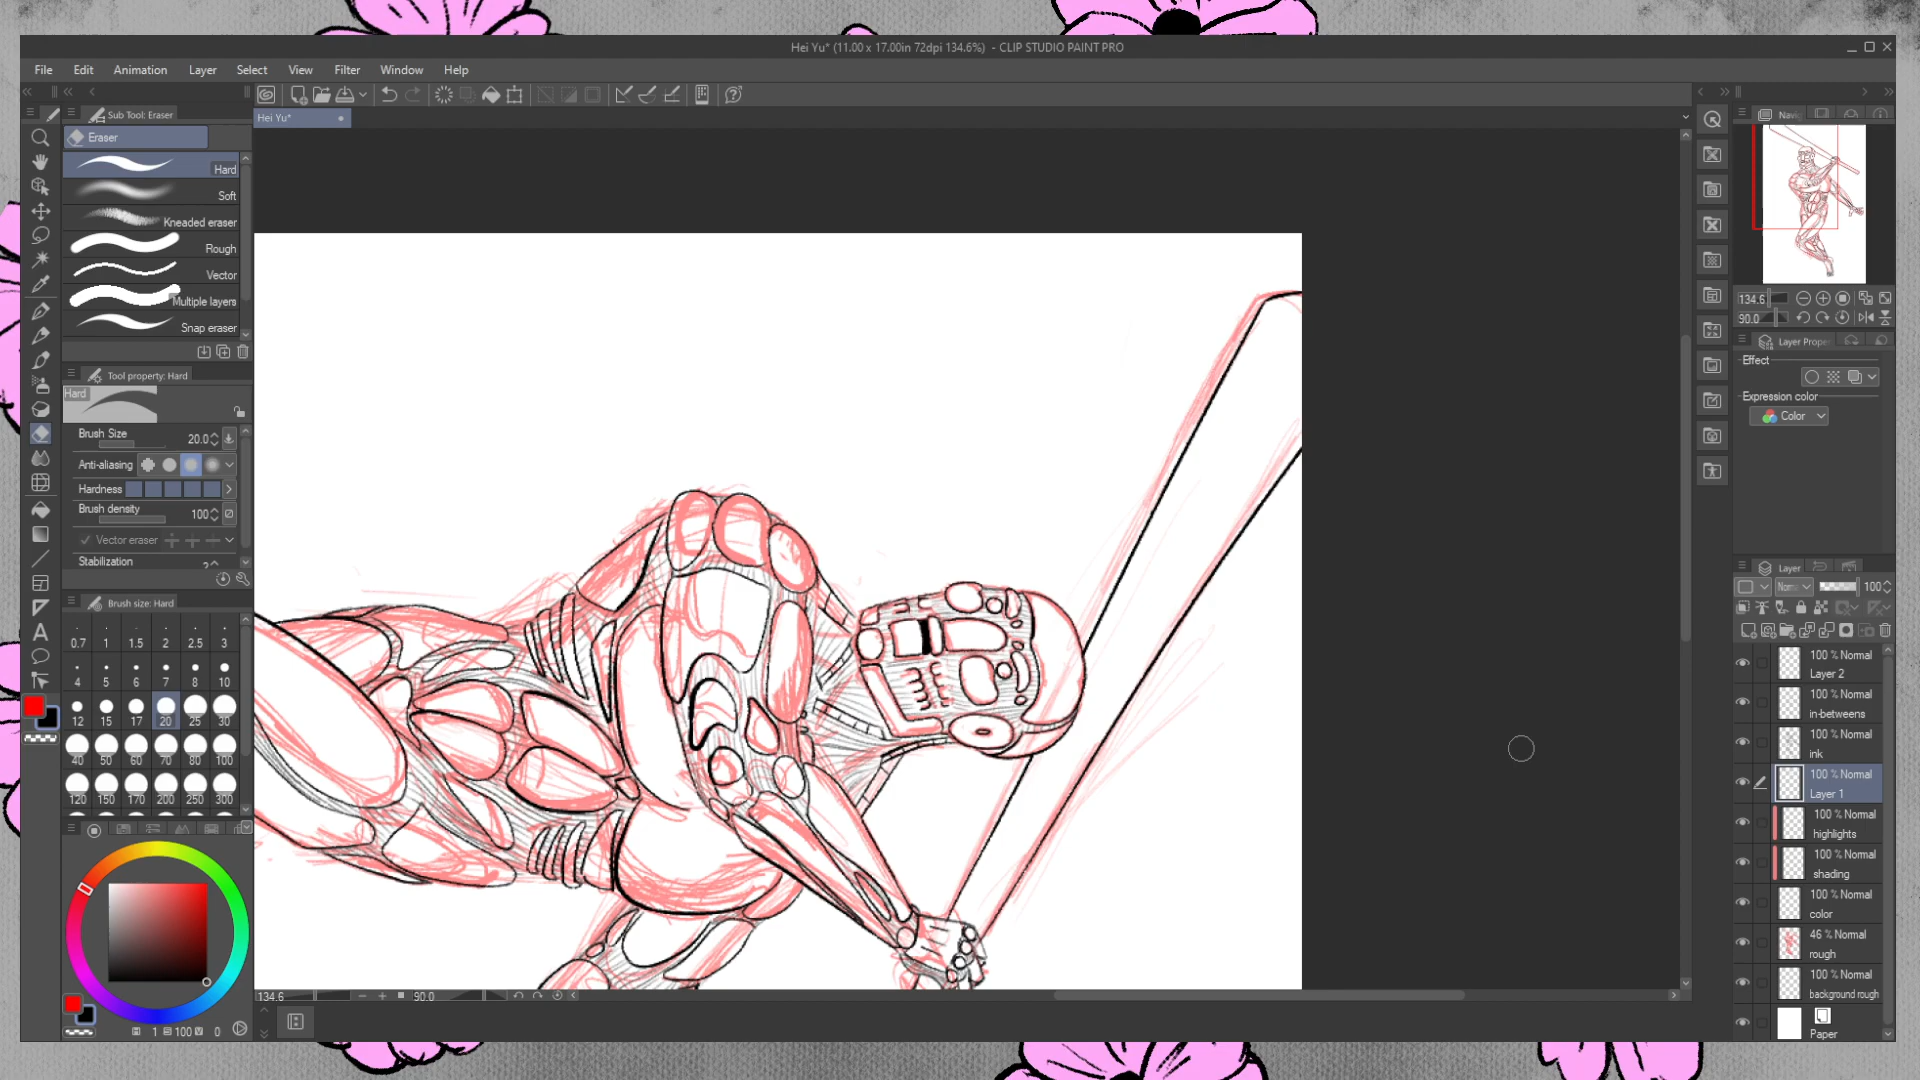 Hei Yu* (11.00 x 17.00in 72dpi 134.6%) - CLIP STUDIO PAINT PRO
File Edit Animation Layer Select View Filter Window Help
Sub Tool: Eraser
Hei Yu*
Eraser
Hard
Soft
Kneaded eraser
Rough
Vector
Multiple layers
Snap eraser
Tool property: Hard
Hard
Brush Size 20.0
Anti-aliasing
Hardness
Brush density 100
Vector eraser
Stabilization
Brush size: Hard
0.7 1 1.5 2 2.5 3
4 5 6 7 8 10
12 15 17 20 25 30
40 50 60 70 80 100
120 150 170 200 250 300
1 100 0
134.6 90.0
Navig
134.6
90.0
Layer Prope
Effect
Expression color
Color
Layer
Norm 100
100 % Normal
Layer 2
100 % Normal
in-betweens
100 % Normal
ink
100 % Normal
Layer 1
100 % Normal
highlights
100 % Normal
shading
100 % Normal
color
46 % Normal
rough
100 % Normal
background rough
Paper